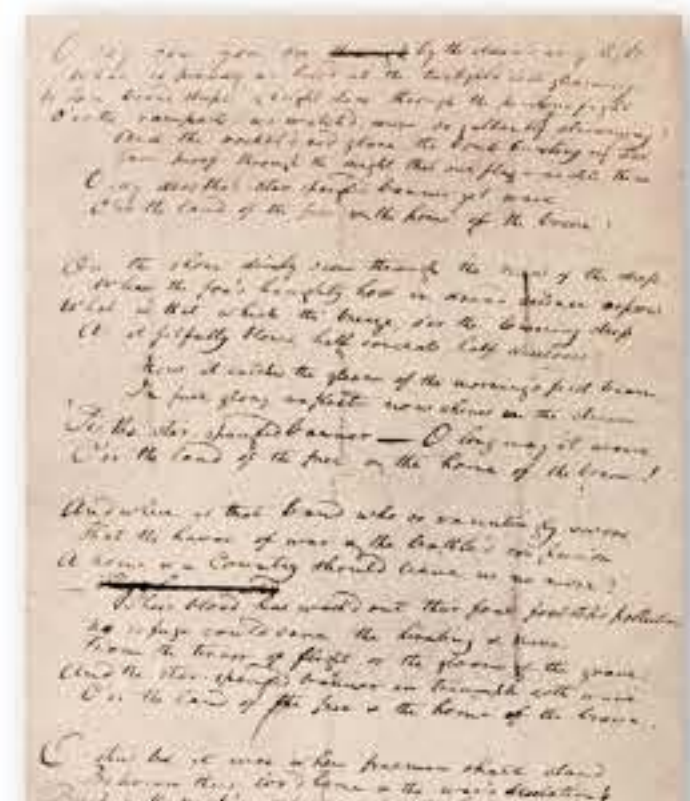 O say can you see ~~through~~ by the dawn's early light
What so proudly we hail'd at the twilight's last gleaming
Whose broad stripes & bright stars through the perilous fight
O'er the ramparts we watch'd were so gallantly streaming?
And the rocket's red glare, the bomb bursting in air
Gave proof through the night that our flag was still there
O say does that star spangled banner yet wave
O'er the land of the free & the home of the brave?
On the shore dimly seen through the mists of the deep
Where the foe's haughty host in dread silence reposes
What is that which the breeze, o'er the towering steep
As it fitfully blows, half conceals half discloses
Now it catches the gleam of the morning's first beam
In full glory reflected now shines in the stream
'Tis the star-spangled banner — O long may it wave
O'er the land of the free & the home of the brave!
And where is that band who so vauntingly swore
That the havoc of war & the battle's confusion
A home & a Country should leave us no more?
Their blood has wash'd out their foul footstep's pollution
No refuge could save the hireling & slave
From the terror of flight or the gloom of the grave
And the star-spangled banner in triumph doth wave
O'er the land of the free & the home of the brave.
O thus be it ever when freemen shall stand
Between their lov'd home & the war's desolation!